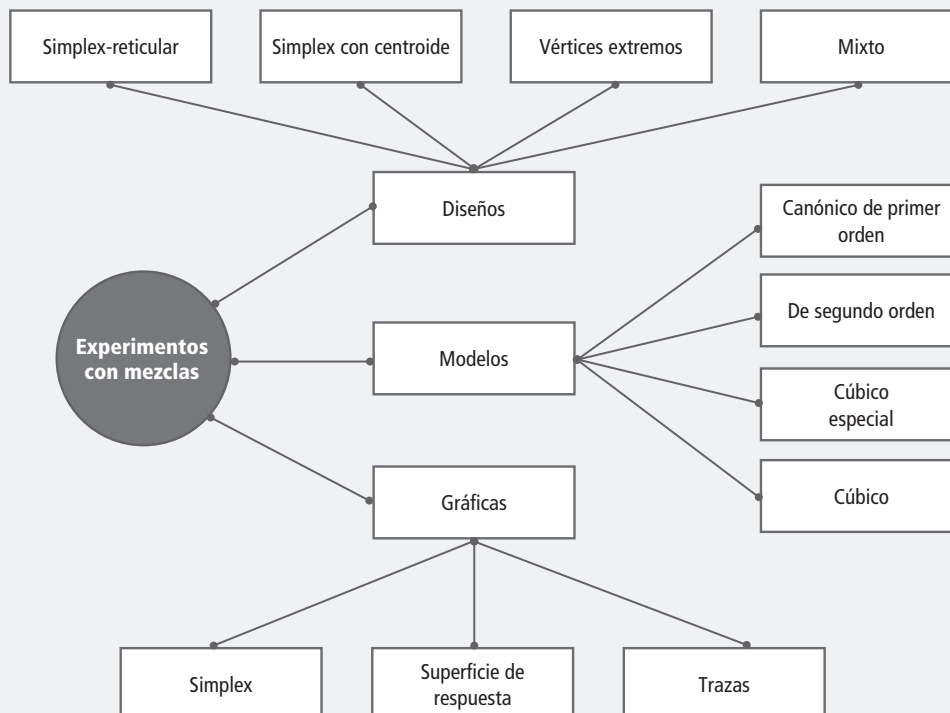 Simplex-reticular
Simplex con centroide
Vértices extremos
Mixto
Diseños
Canónico de primer
orden
De segundo orden
Experimentos
con mezclas
Modelos
Cúbico
especial
Cúbico
Gráficas
Simplex
Superficie de
respuesta
Trazas